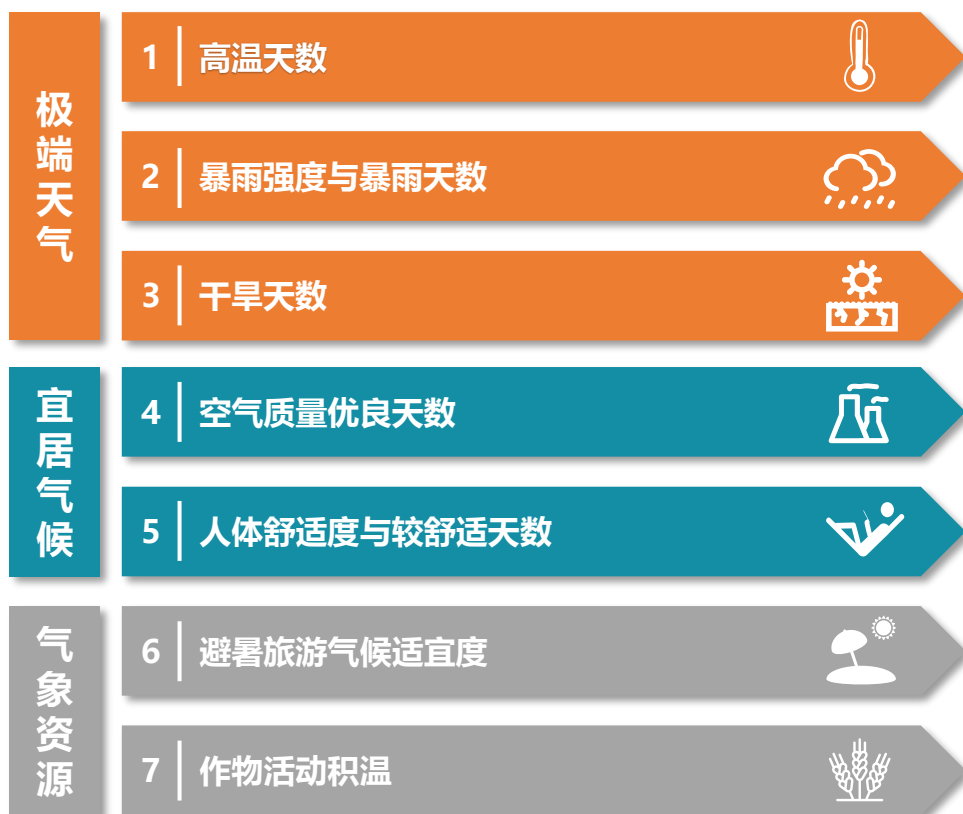 极端天气
1 高温天数
2 暴雨强度与暴雨天数
3 干旱天数
宜居气候
4 空气质量优良天数
5 人体舒适度与较舒适天数
气象资源
6 避暑旅游气候适宜度
7 作物活动积温